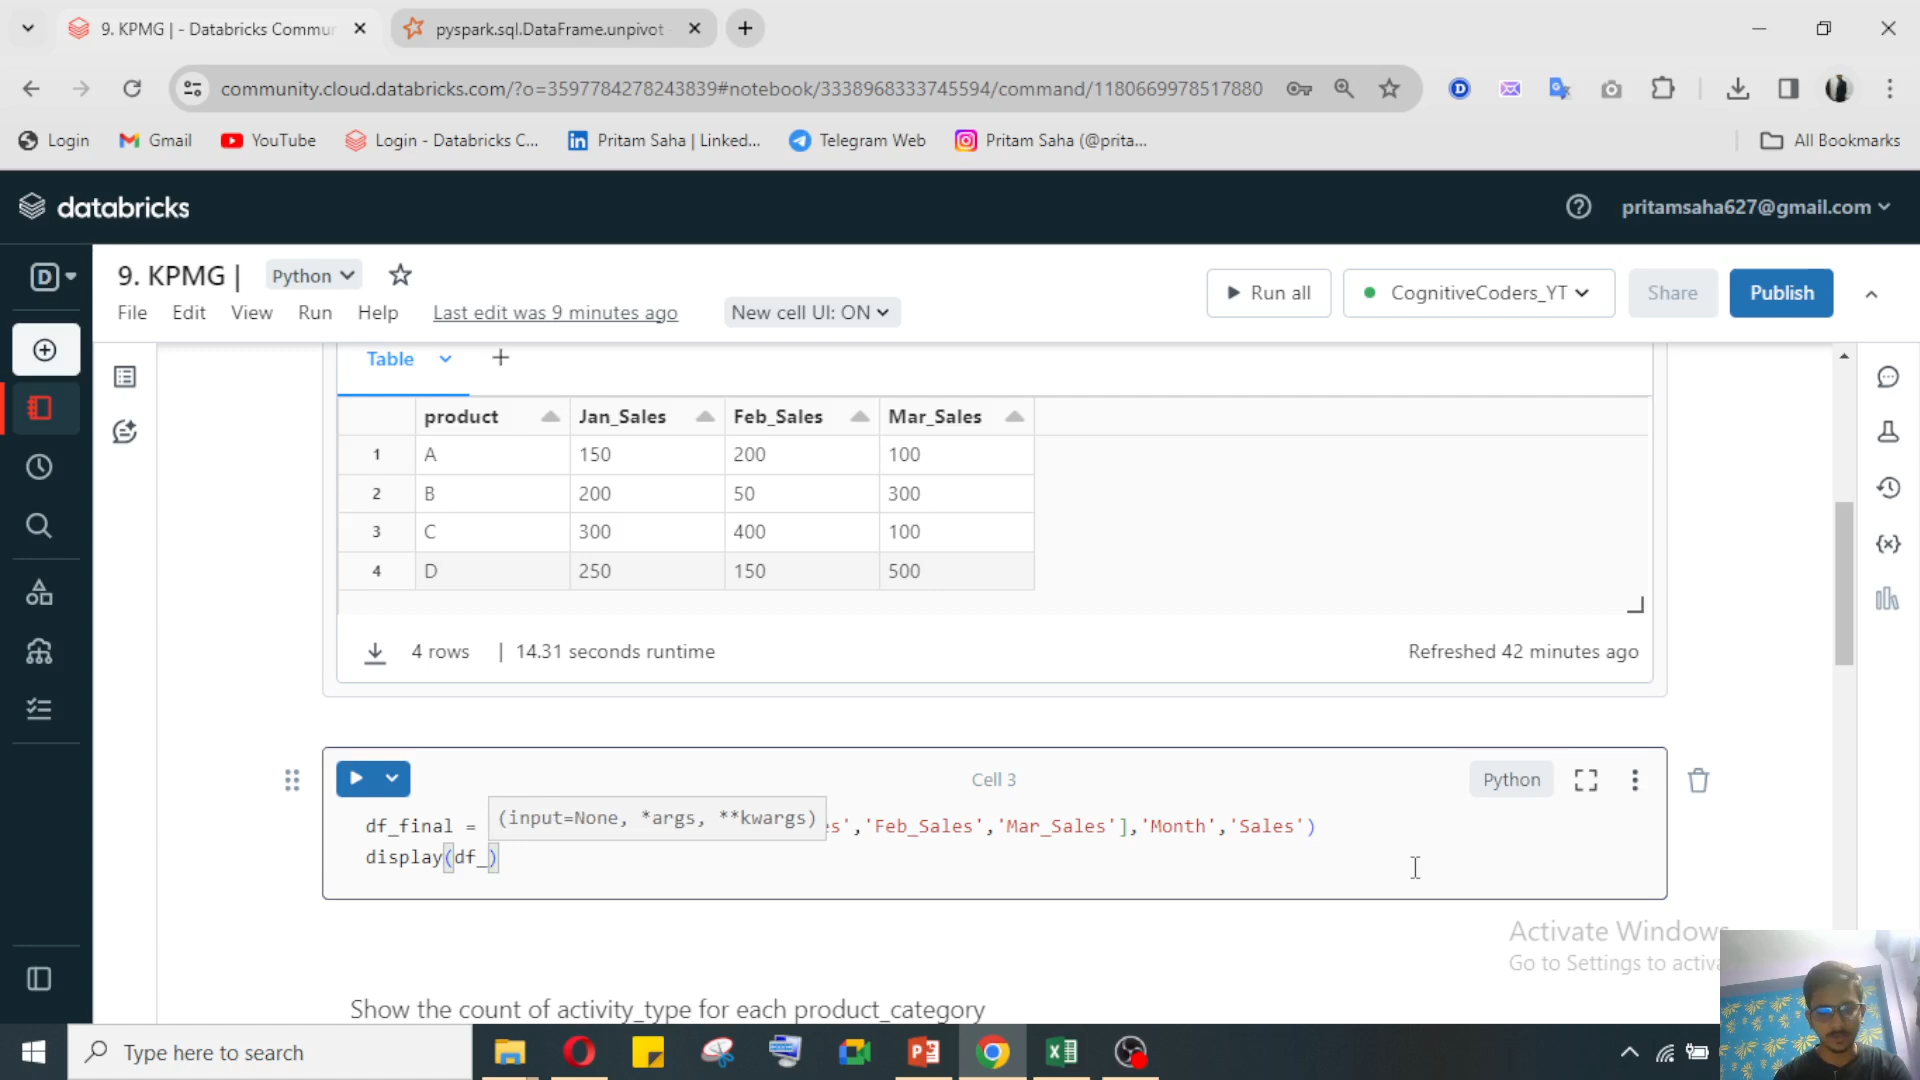 9. KPMG | - Databricks Commur
pyspark.sql.DataFrame.unpivot
community.cloud.databricks.com/?o=3597784278243839#notebook/3338968333745594/command/1180669978517880
Login
Gmail
YouTube
Login - Databricks C...
Pritam Saha | Linked...
Telegram Web
Pritam Saha (@prita...
All Bookmarks
databricks
pritamsaha627@gmail.com
D
9. KPMG |
Python
File
Edit
View
Run
Help
Last edit was 9 minutes ago
New cell UI: ON
Run all
CognitiveCoders_YT
Share
Publish
Table
+
product Jan_Sales Feb_Sales Mar_Sales
1 A 150 200 100
2 B 200 50 300
3 C 300 400 100
4 D 250 150 500
4 rows | 14.31 seconds runtime
Refreshed 42 minutes ago
Cell 3
Python
(input=None, *args, **kwargs)
df_final = es','Feb_Sales','Mar_Sales'],'Month','Sales')
display(df_)
Activate Windows
Go to Settings to activa
Show the count of activity_type for each product_category
Type here to search